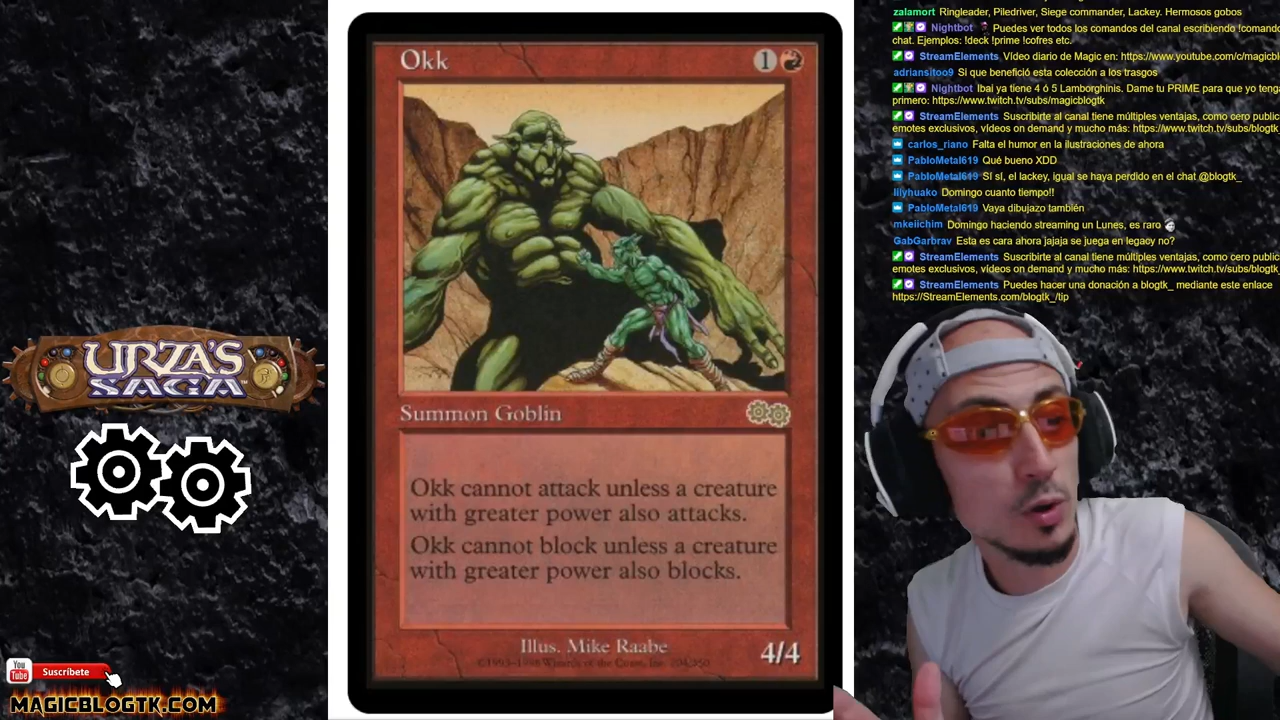 zalamort Ringleader, Piledriver, Siege commander, Lackey. Hermosos gobos
Nightbot Puedes ver todos los comandos del canal escribiendo !comando
chat. Ejemplos: !deck !prime !cofres etc.
StreamElements Vídeo diario de Magic en: https://www.youtube.com/c/magicbl
adriansitoo9 Si que benefició esta colección a los trasgos
Nightbot Ibai ya tiene 4 ó 5 Lamborghinis. Dame tu PRIME para que yo tenga
primero: https://www.twitch.tv/subs/magicblogtk
StreamElements Suscribirte al canal tiene múltiples ventajas, como cero public
emotes exclusivos, vídeos on demand y mucho más: https://www.twitch.tv/subs/blogtk_
carlos_riano Falta el humor en la ilustraciones de ahora
PabloMetal619 Qué bueno XDD
PabloMetal619 Sí sí, el lackey, igual se haya perdido en el chat @blogtk_
lilyhuako Domingo cuanto tiempo!!
PabloMetal619 Vaya dibujazo también
mkeiichim Domingo haciendo streaming un Lunes, es raro
GabGarbrav Esta es cara ahora jajaja se juega en legacy no?
StreamElements Suscribirte al canal tiene múltiples ventajas, como cero public
emotes exclusivos, vídeos on demand y mucho más: https://www.twitch.tv/subs/blogtk_
StreamElements Puedes hacer una donación a blogtk_ mediante este enlace
https://StreamElements.com/blogtk_/tip
Okk 1
Summon Goblin
Okk cannot attack unless a creature
with greater power also attacks.
Okk cannot block unless a creature
with greater power also blocks.
Illus. Mike Raabe
4/4
URZA'S
SAGA
You
Tube
Suscríbete
MAGICBLOGTK.COM